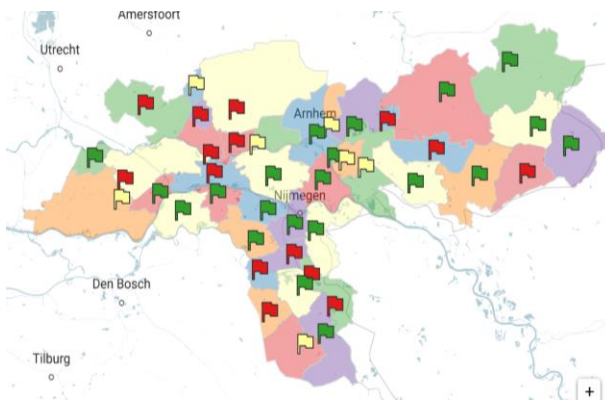 Amersfoort
Utrecht
Arnhem
Nijmegen
Den Bosch
Tilburg
+